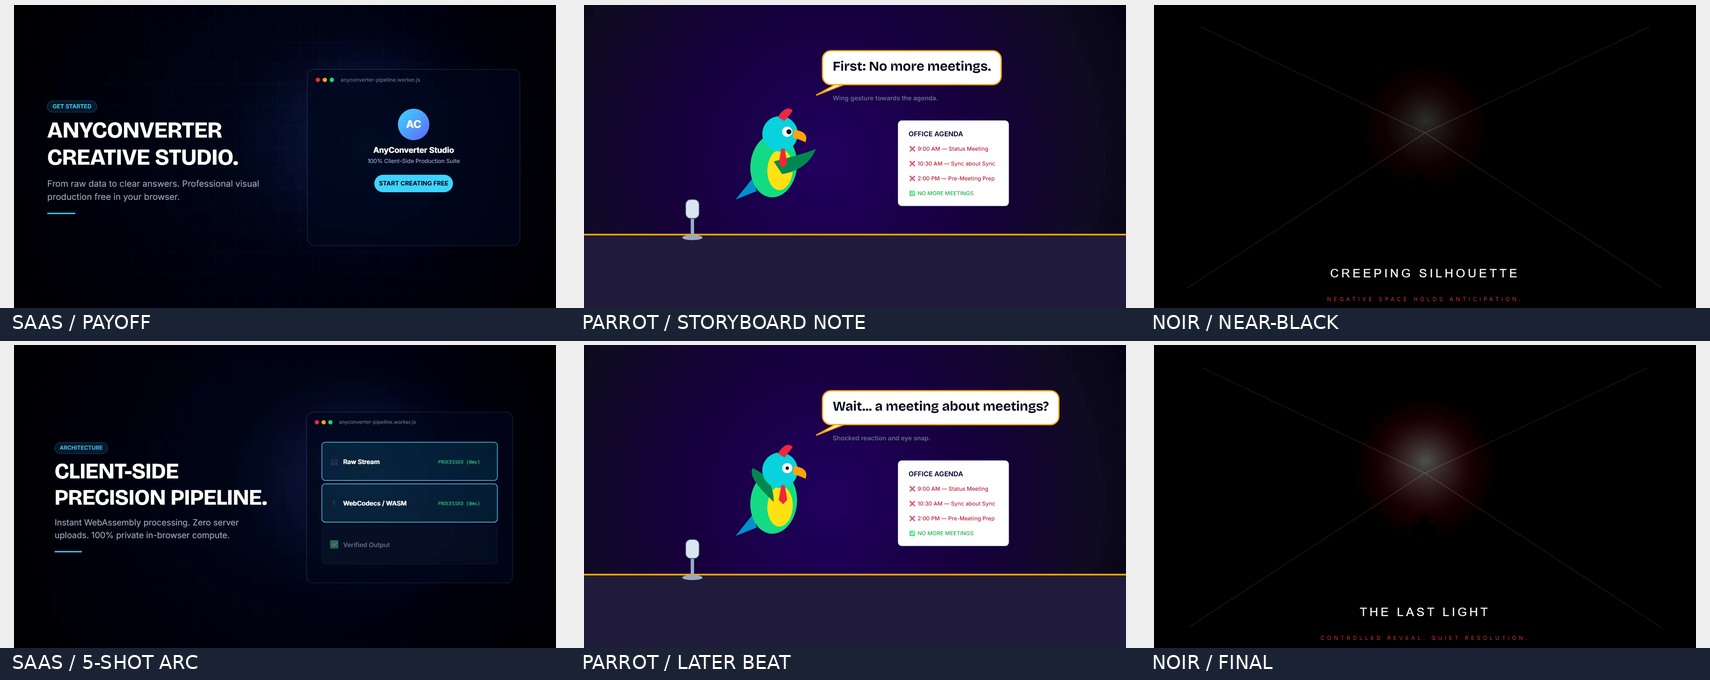 GET STARTED
ANYCONVERTER
CREATIVE STUDIO.
From raw data to clear answers. Professional visual
production free in your browser.
anyconverter-pipeline.worker.js
AC
AnyConverter Studio
100% Client-Side Production Suite
START CREATING FREE
SAAS / PAYOFF
First: No more meetings.
Wing gesture towards the agenda.
OFFICE AGENDA
❌ 9:00 AM — Status Meeting
❌ 10:30 AM — Sync about Sync
❌ 2:00 PM — Pre-Meeting Prep
✅ NO MORE MEETINGS
PARROT / STORYBOARD NOTE
CREEPING SILHOUETTE
NEGATIVE SPACE HOLDS ANTICIPATION.
NOIR / NEAR-BLACK
ARCHITECTURE
CLIENT-SIDE
PRECISION PIPELINE.
Instant WebAssembly processing. Zero server
uploads. 100% private in-browser compute.
anyconverter-pipeline.worker.js
Raw Stream PROCESSED (0ms)
WebCodecs / WASM PROCESSED (0ms)
✅ Verified Output
SAAS / 5-SHOT ARC
Wait... a meeting about meetings?
Shocked reaction and eye snap.
OFFICE AGENDA
❌ 9:00 AM — Status Meeting
❌ 10:30 AM — Sync about Sync
❌ 2:00 PM — Pre-Meeting Prep
✅ NO MORE MEETINGS
PARROT / LATER BEAT
THE LAST LIGHT
CONTROLLED REVEAL. QUIET RESOLUTION.
NOIR / FINAL